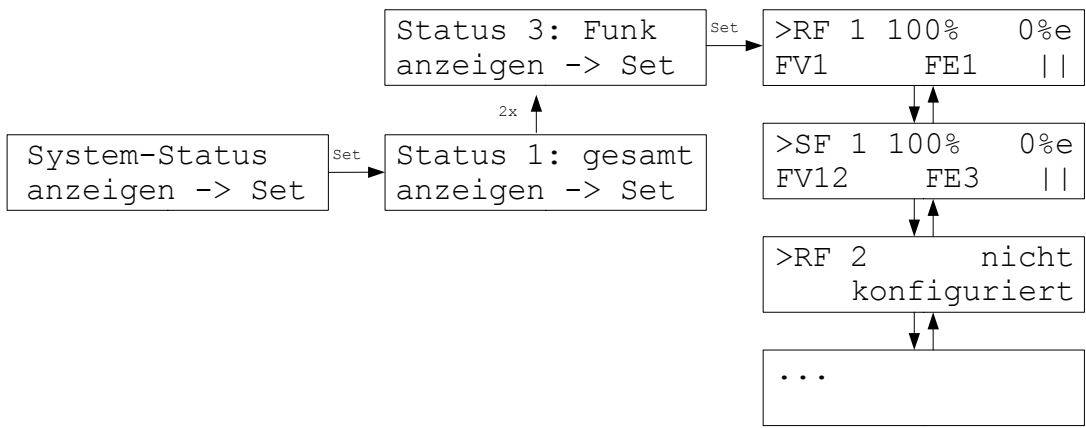 System-Status
anzeigen -> Set
Set
Status 1: gesamt
anzeigen -> Set
2x
Status 3: Funk
anzeigen -> Set
Set
>RF 1 100% 0%e
FV1 FE1 ||
>SF 1 100% 0%e
FV12 FE3 ||
>RF 2 nicht
konfiguriert
...